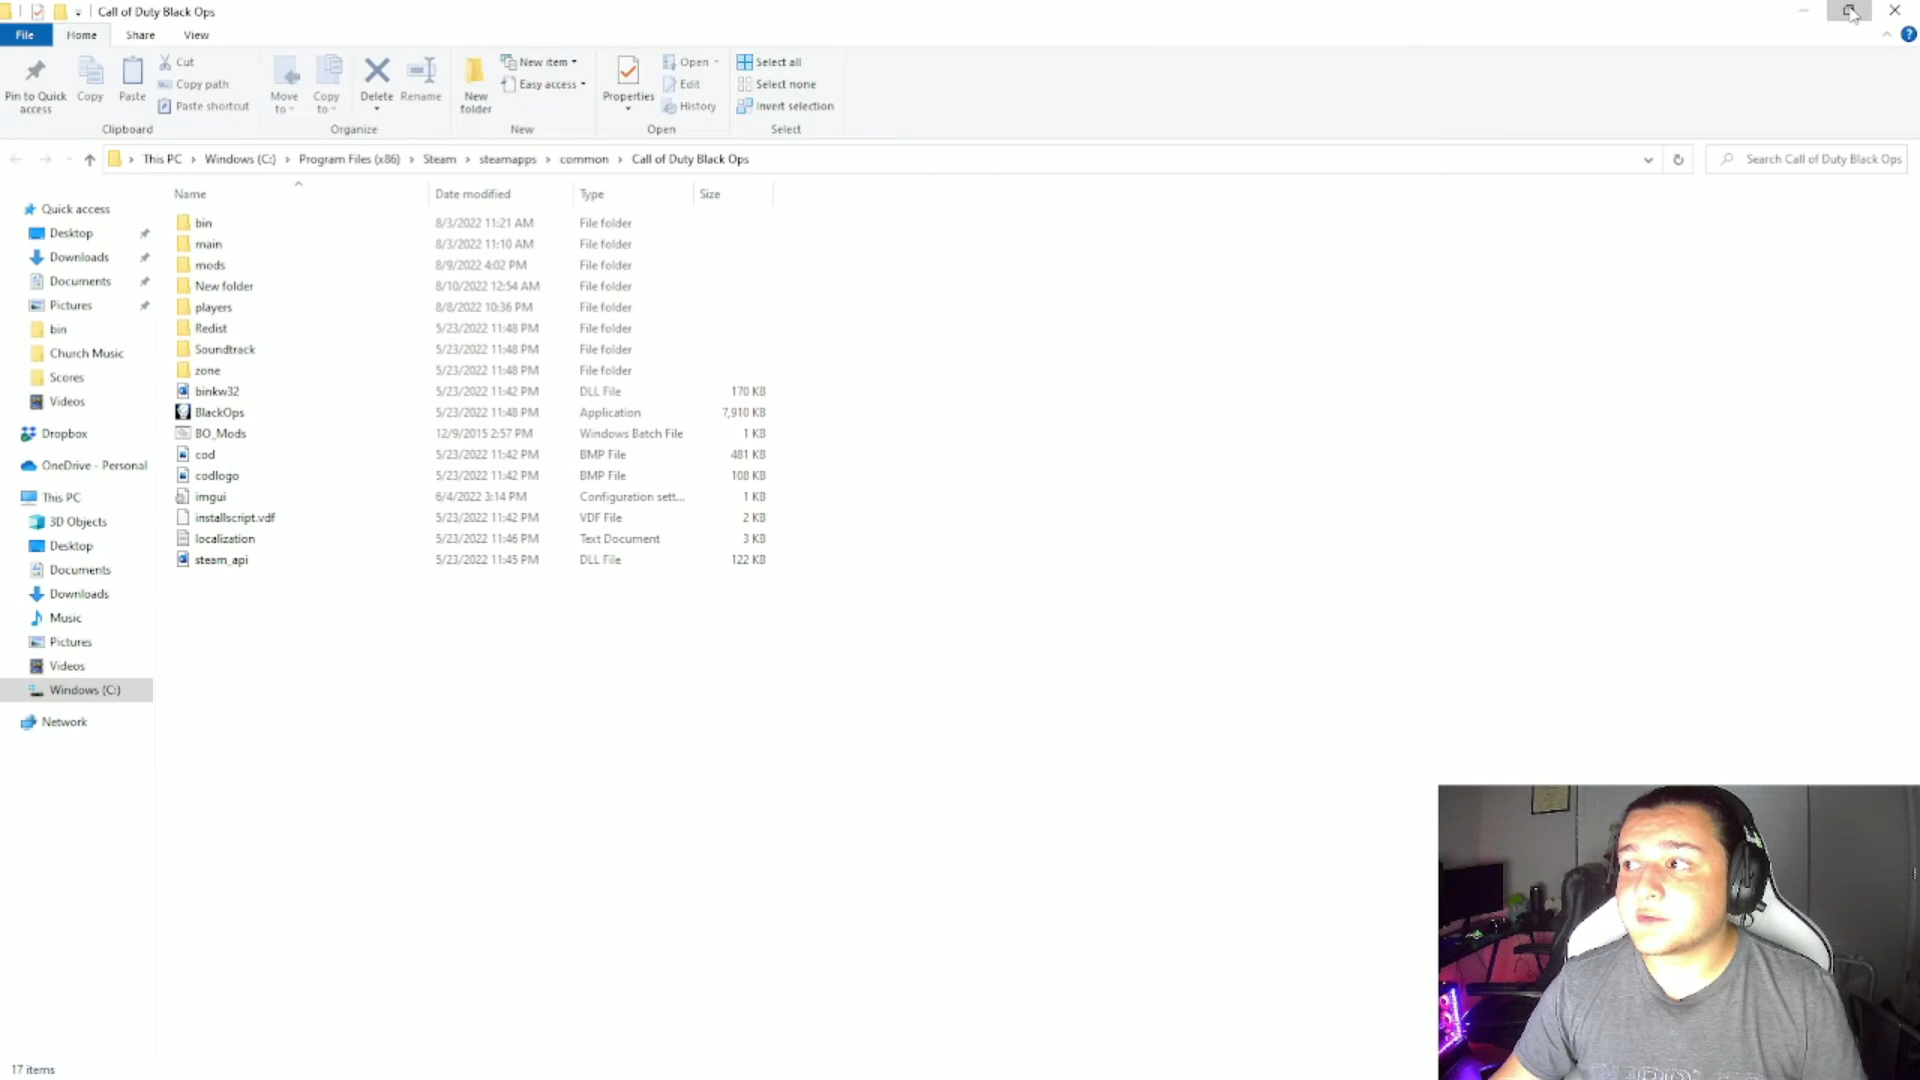 Call of Duty Black Ops
File Home Share View
Pin to Quick access
Copy
Paste
Cut
Copy path
Paste shortcut
Clipboard
Move to
Copy to
Delete
Rename
Organize
New folder
New item
Easy access
New
Properties
Open
Edit
History
Open
Select all
Select none
Invert selection
Select
This PC > Windows (C:) > Program Files (x86) > Steam > steamapps > common > Call of Duty Black Ops
Search Call of Duty Black Ops
Quick access
Desktop
Downloads
Documents
Pictures
bin
Church Music
Scores
Videos
Dropbox
OneDrive - Personal
This PC
3D Objects
Desktop
Documents
Downloads
Music
Pictures
Videos
Windows (C:)
Network
Name Date modified Type Size
bin 8/3/2022 11:21 AM File folder
main 8/3/2022 11:10 AM File folder
mods 8/9/2022 4:02 PM File folder
New folder 8/10/2022 12:54 AM File folder
players 8/8/2022 10:36 PM File folder
Redist 5/23/2022 11:48 PM File folder
Soundtrack 5/23/2022 11:48 PM File folder
zone 5/23/2022 11:48 PM File folder
binkw32 5/23/2022 11:42 PM DLL File 170 KB
BlackOps 5/23/2022 11:48 PM Application 7,910 KB
BO_Mods 12/9/2015 2:57 PM Windows Batch File 1 KB
cod 5/23/2022 11:42 PM BMP File 481 KB
codlogo 5/23/2022 11:42 PM BMP File 108 KB
imgui 6/4/2022 3:14 PM Configuration sett... 1 KB
installscript.vdf 5/23/2022 11:42 PM VDF File 2 KB
localization 5/23/2022 11:46 PM Text Document 3 KB
steam_api 5/23/2022 11:45 PM DLL File 122 KB
17 items